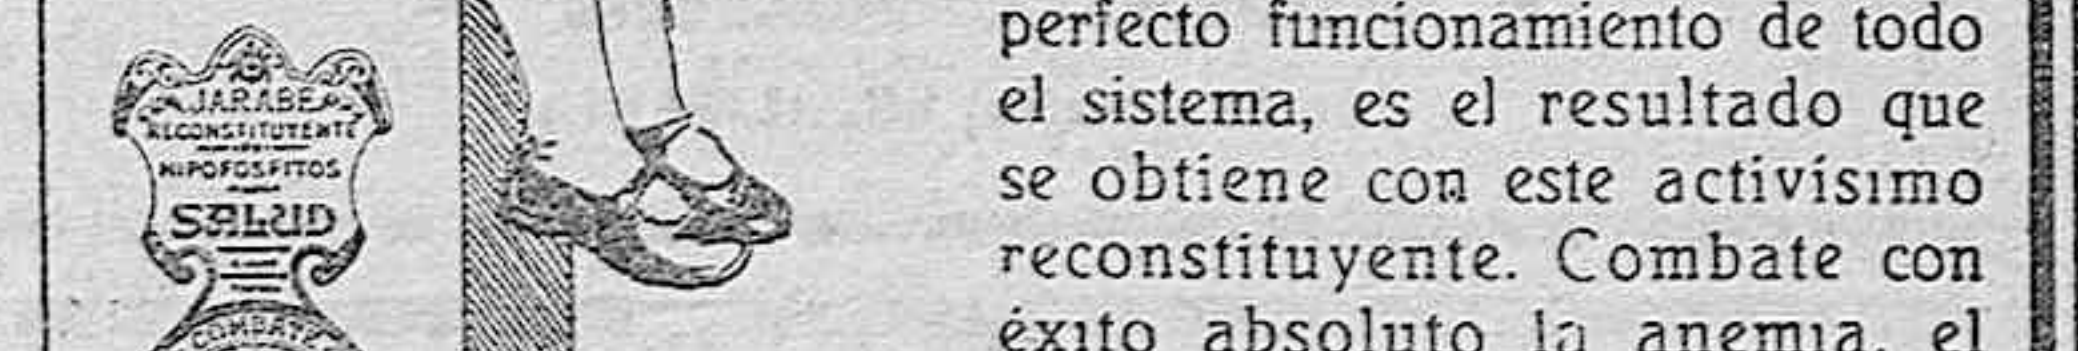 JARABE
RECONSTITUYENTE
HIPOFOSFITOS
SALUD
COMBATE
perfecto funcionamiento de todo
el sistema, es el resultado que
se obtiene con este activísimo
reconstituyente. Combate con
éxito absoluto la anemia, el